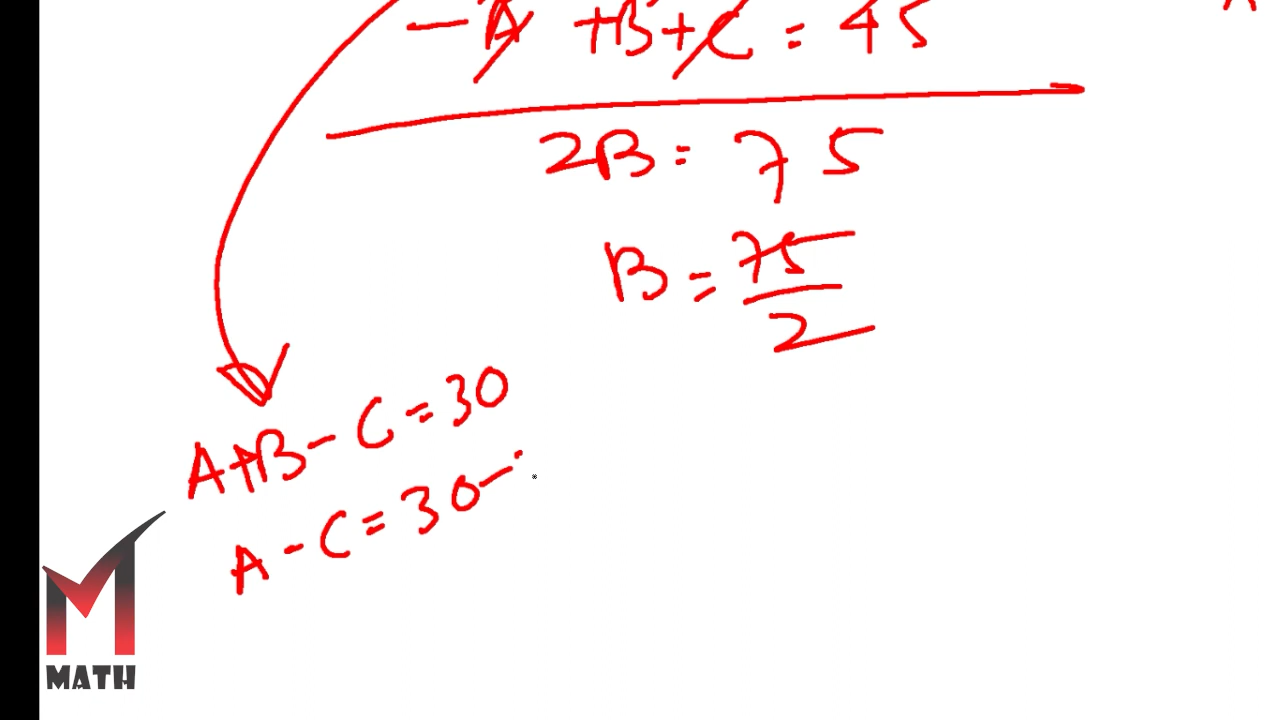 -A +B+C = 45
2B = 75
B = 75/2
A+B-C=30
A-C=30-
MATH